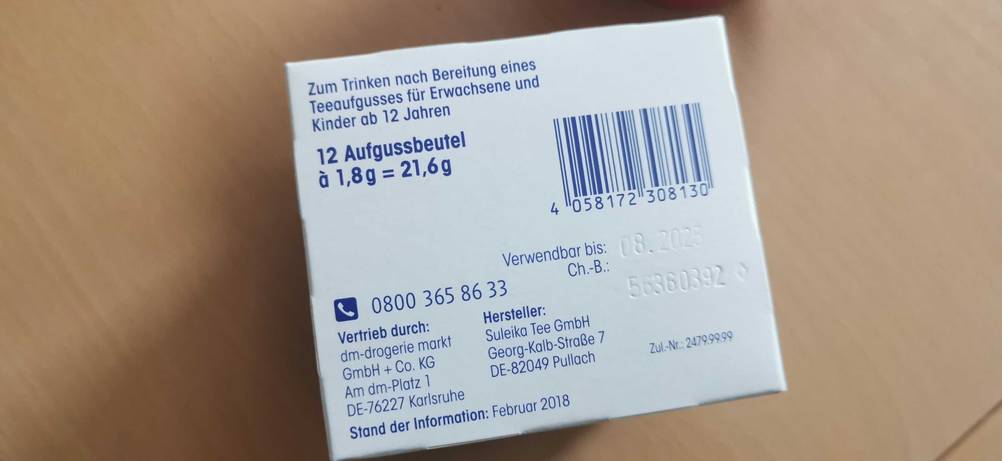 Zum Trinken nach Bereitung eines
Teeaufgusses für Erwachsene und
Kinder ab 12 Jahren
12 Aufgussbeutel
à 1,8g = 21,6g
4 058172 308130
Verwendbar bis: 08.2025
Ch.-B.: 56360392
0800 365 86 33
Vertrieb durch:
dm-drogerie markt
GmbH + Co. KG
Am dm-Platz 1
DE-76227 Karlsruhe
Hersteller:
Suleika Tee GmbH
Georg-Kalb-Straße 7
DE-82049 Pullach
Zul.-Nr.: 2479.99.99
Stand der Information: Februar 2018